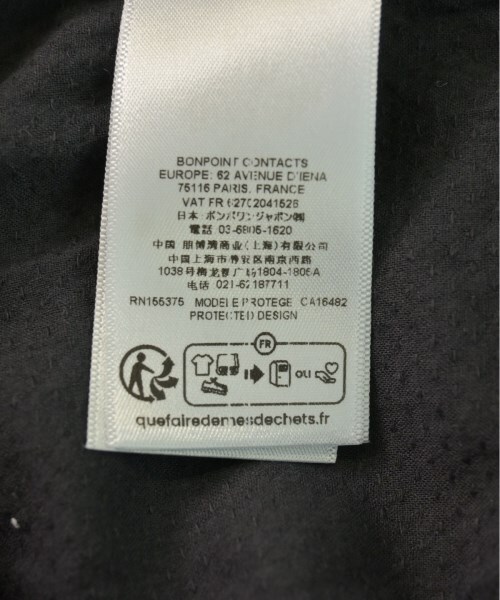 BONPOINT CONTACTS
EUROPE: 62 AVENUE D'IENA
75116 PARIS. FRANCE
VAT FR 62702041528
日本 ボンポワンジャポン㈱
電話 03-6805-1620
中国 朋博濟商业(上海)有限公司
中国上海市静安区南京西路
1038号梅龙镇广场1804-1805A
电话 021-62187711
RN155375 MODELE PROTEGE CA16482
PROTECTED DESIGN
FR
OU
quefairedemesdechets.fr